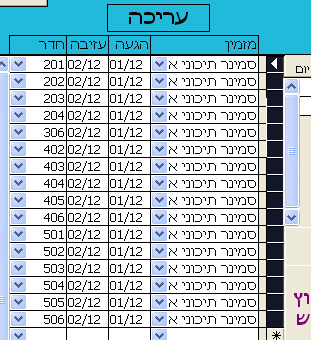 עריכה
מזמין הגעה עזיבה חדר
יום
סמינר תיכוני א 01/12 02/12 201
סמינר תיכוני א 01/12 02/12 202
סמינר תיכוני א 01/12 02/12 203
סמינר תיכוני א 01/12 02/12 204
סמינר תיכוני א 01/12 02/12 306
סמינר תיכוני א 01/12 02/12 402
סמינר תיכוני א 01/12 02/12 403
סמינר תיכוני א 01/12 02/12 404
סמינר תיכוני א 01/12 02/12 405
סמינר תיכוני א 01/12 02/12 406
סמינר תיכוני א 01/12 02/12 501
סמינר תיכוני א 01/12 02/12 502
סמינר תיכוני א 01/12 02/12 503
סמינר תיכוני א 01/12 02/12 504
סמינר תיכוני א 01/12 02/12 505
סמינר תיכוני א 01/12 02/12 506